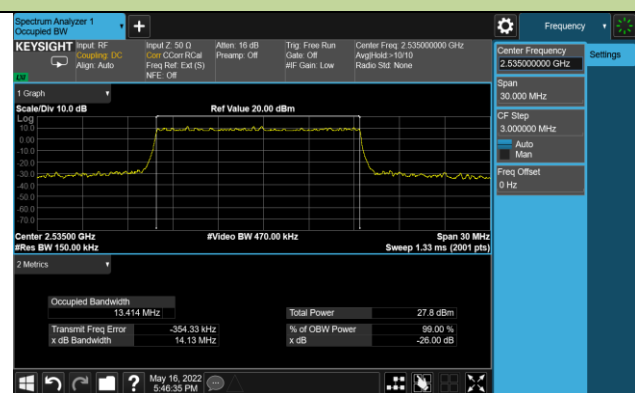 Spectrum Analyzer 1
Occupied BW
+
Frequency
KEYSIGHT
Input: RF
Coupling: DC
Align: Auto
Input Z: 50 Ω
Corr CCorr RCal
Freq Ref: Ext (S)
NFE: Off
Atten: 16 dB
Preamp: Off
Trig: Free Run
Gate: Off
#IF Gain: Low
Center Freq: 2.535000000 GHz
Avg|Hold:>10/10
Radio Std: None
Center Frequency
2.535000000 GHz
Settings
Span
30.000 MHz
CF Step
3.000000 MHz
Auto
Man
Freq Offset
0 Hz
1 Graph
Scale/Div 10.0 dB
Ref Value 20.00 dBm
Log
10.0
0.00
-10.0
-20.0
-30.0
-40.0
-50.0
-60.0
-70.0
Center 2.53500 GHz
#Video BW 470.00 kHz
Span 30 MHz
#Res BW 150.00 kHz
Sweep 1.33 ms (2001 pts)
2 Metrics
Occupied Bandwidth
13.414 MHz
Total Power
27.8 dBm
Transmit Freq Error
-354.33 kHz
% of OBW Power
99.00 %
x dB Bandwidth
14.13 MHz
x dB
-26.00 dB
?
May 16, 2022
5:46:35 PM